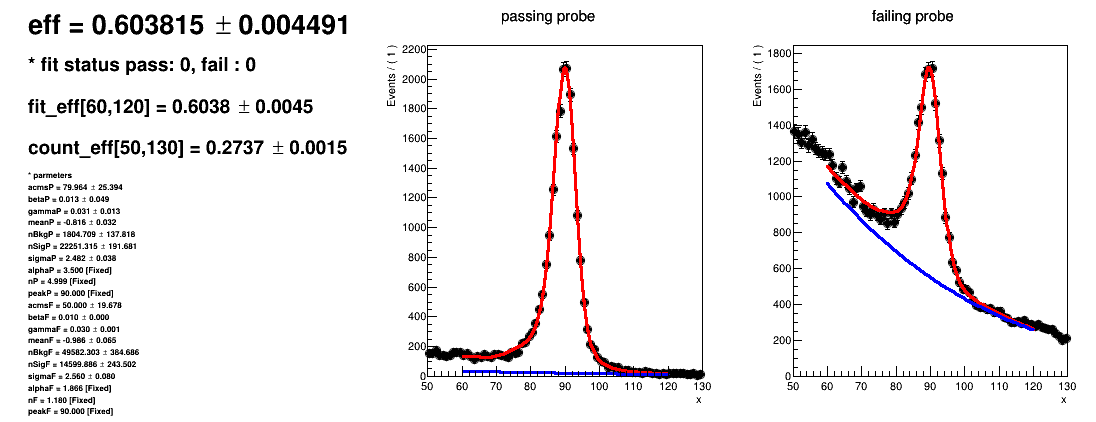 eff = 0.603815 ± 0.004491
* fit status pass: 0, fail : 0
fit_eff[60,120] = 0.6038 ± 0.0045
count_eff[50,130] = 0.2737 ± 0.0015
* parmeters
acmsP = 79.964 ± 25.394
betaP = 0.013 ± 0.049
gammaP = 0.031 ± 0.013
meanP = -0.816 ± 0.032
nBkgP = 1804.709 ± 137.818
nSigP = 22251.315 ± 191.681
sigmaP = 2.482 ± 0.038
alphaP = 3.500 [Fixed]
nP = 4.999 [Fixed]
peakP = 90.000 [Fixed]
acmsF = 50.000 ± 19.678
betaF = 0.010 ± 0.000
gammaF = 0.030 ± 0.001
meanF = -0.986 ± 0.065
nBkgF = 49582.303 ± 384.686
nSigF = 14599.886 ± 243.502
sigmaF = 2.560 ± 0.080
alphaF = 1.866 [Fixed]
nF = 1.180 [Fixed]
peakF = 90.000 [Fixed]
passing probe
Events / ( 1 )
2200
2000
1800
1600
1400
1200
1000
800
600
400
200
0
50 60 70 80 90 100 110 120 130
x
failing probe
Events / ( 1 )
1800
1600
1400
1200
1000
800
600
400
200
0
50 60 70 80 90 100 110 120 130
x